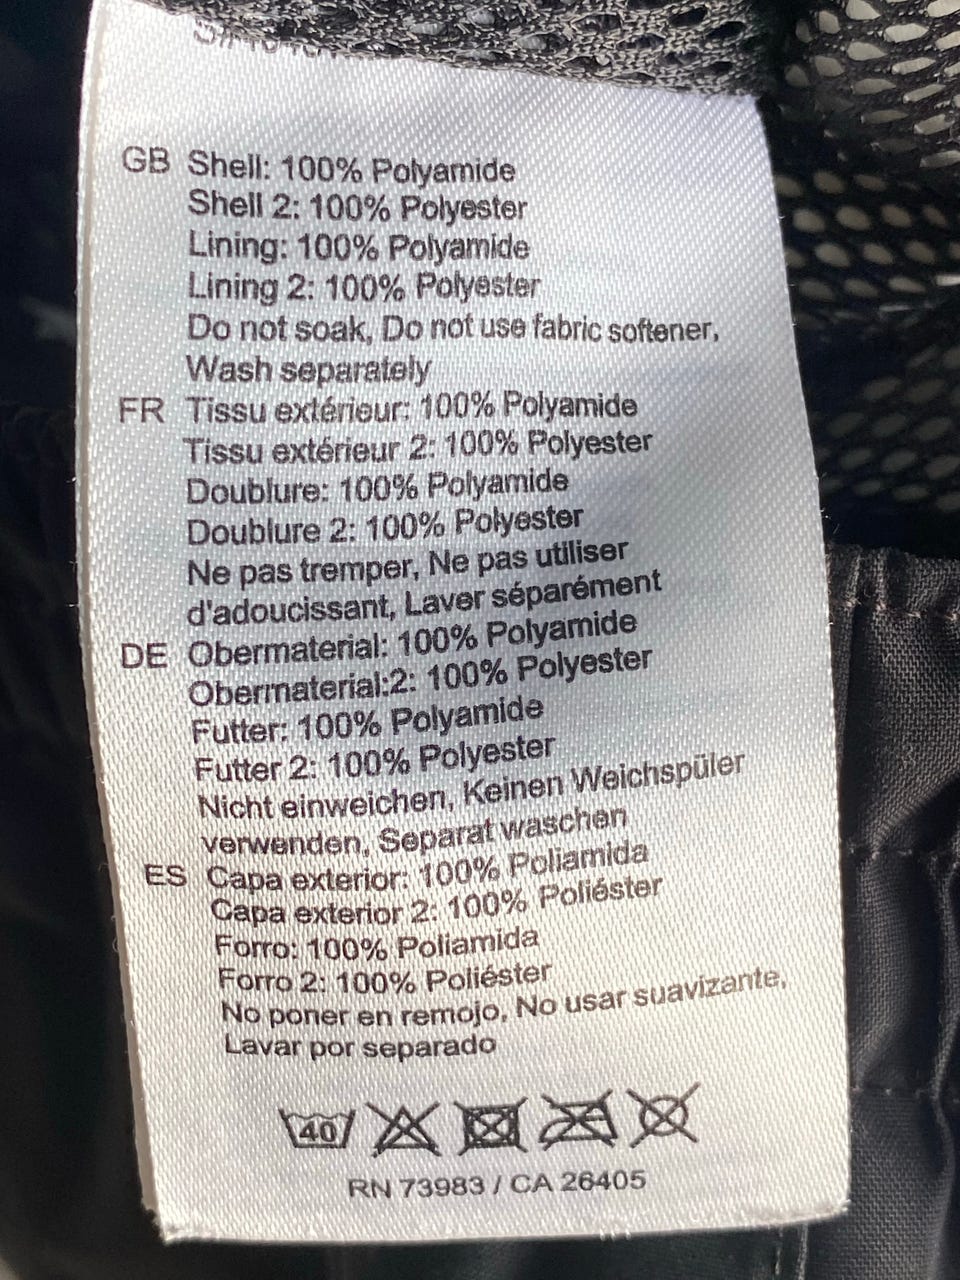 GB Shell: 100% Polyamide
Shell 2: 100% Polyester
Lining: 100% Polyamide
Lining 2: 100% Polyester
Do not soak, Do not use fabric softener,
Wash separately
FR Tissu extérieur: 100% Polyamide
Tissu extérieur 2: 100% Polyester
Doublure: 100% Polyamide
Doublure 2: 100% Polyester
Ne pas tremper, Ne pas utiliser
d'adoucissant, Laver séparément
DE Obermaterial: 100% Polyamide
Obermaterial:2: 100% Polyester
Futter: 100% Polyamide
Futter 2: 100% Polyester
Nicht einweichen, Keinen Weichspüler
verwenden, Separat waschen
ES Capa exterior: 100% Poliamida
Capa exterior 2: 100% Poliéster
Forro: 100% Poliamida
Forro 2: 100% Poliéster
No poner en remojo, No usar suavizante,
Lavar por separado
40
RN 73983 / CA 26405